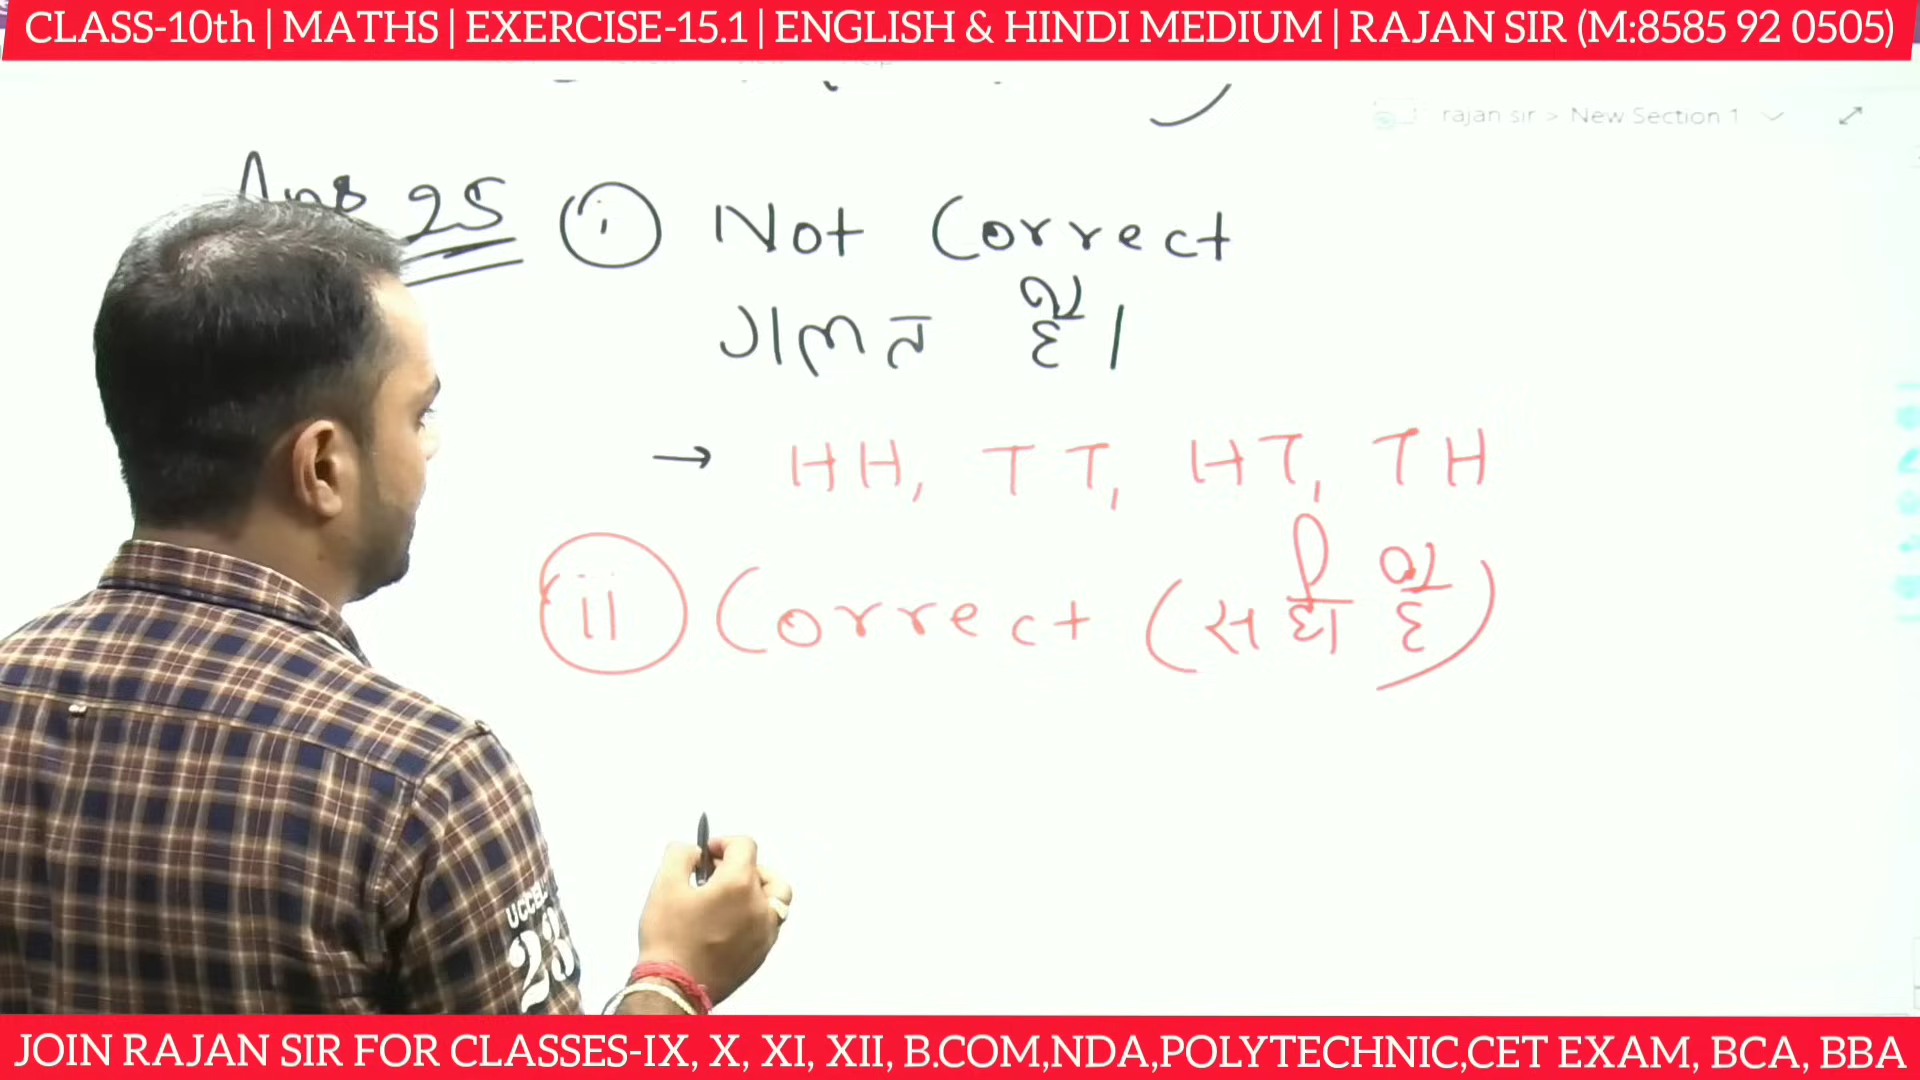 CLASS-10th | MATHS | EXERCISE-15.1 | ENGLISH & HINDI MEDIUM | RAJAN SIR (M:8585 92 0505)
rajan sir > New Section 1
Ans 25 (i) Not Correct
गलत है।
→ HH, TT, HT, TH
(ii) Correct (सही है)
UCCEL
23
JOIN RAJAN SIR FOR CLASSES-IX, X, XI, XII, B.COM,NDA,POLYTECHNIC,CET EXAM, BCA, BBA